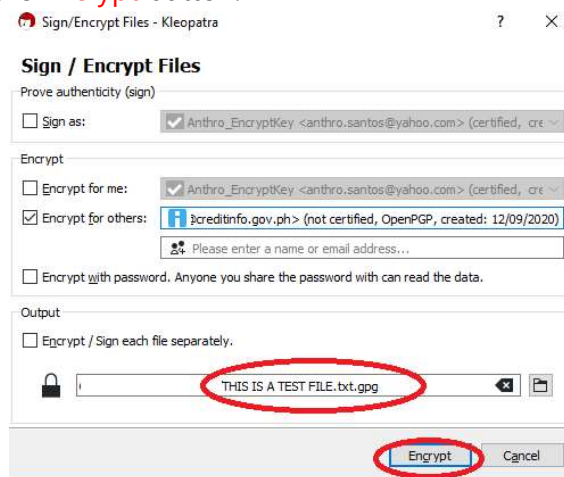 Sign/Encrypt Files - Kleopatra ? ×
Sign / Encrypt Files
Prove authenticity (sign)
Sign as: Anthro_EncryptKey <anthro.santos@yahoo.com> (certified, cre
Encrypt
Encrypt for me: Anthro_EncryptKey <anthro.santos@yahoo.com> (certified, cre
Encrypt for others: creditinfo.gov.ph> (not certified, OpenPGP, created: 12/09/2020)
Please enter a name or email address...
Encrypt with password. Anyone you share the password with can read the data.
Output
Encrypt / Sign each file separately.
THIS IS A TEST FILE.txt.gpg
Encrypt Cancel